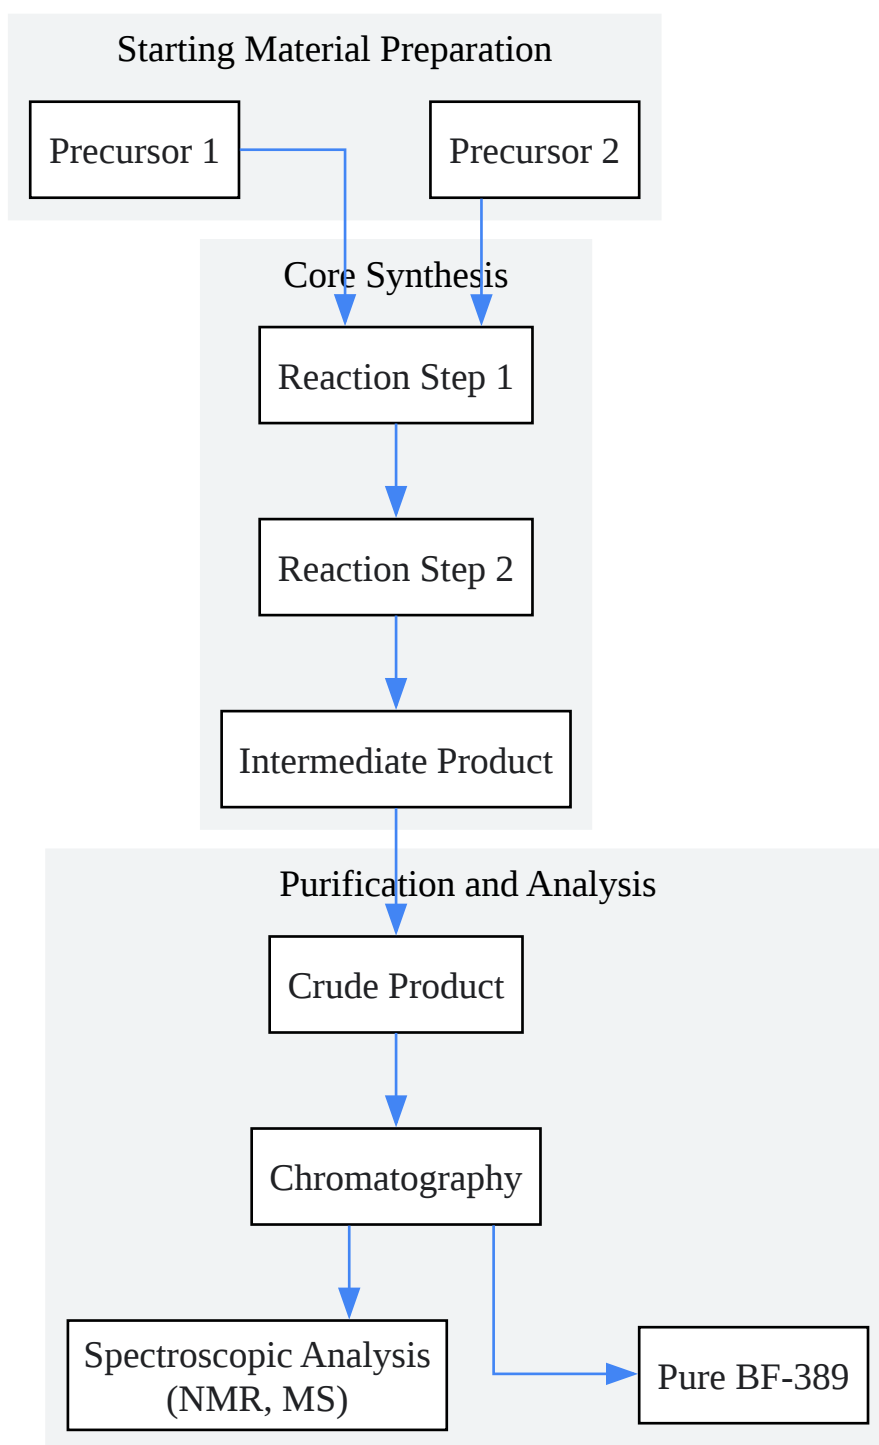 Starting Material Preparation
Precursor 1
Precursor 2
Core Synthesis
Reaction Step 1
Reaction Step 2
Intermediate Product
Purification and Analysis
Crude Product
Chromatography
Spectroscopic Analysis
(NMR, MS)
Pure BF-389